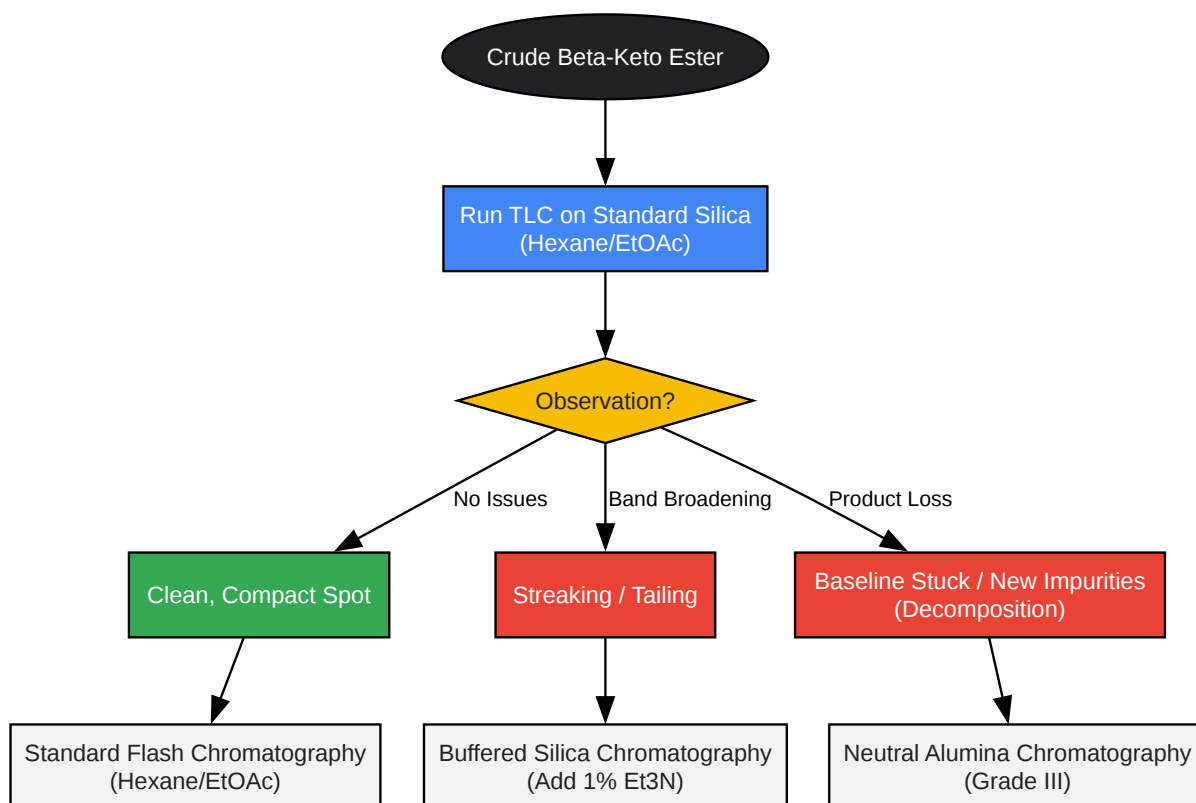 Crude Beta-Keto Ester
Run TLC on Standard Silica
(Hexane/EtOAc)
Observation?
No Issues
Band Broadening
Product Loss
Clean, Compact Spot
Streaking / Tailing
Baseline Stuck / New Impurities
(Decomposition)
Standard Flash Chromatography
(Hexane/EtOAc)
Buffered Silica Chromatography
(Add 1% Et3N)
Neutral Alumina Chromatography
(Grade III)